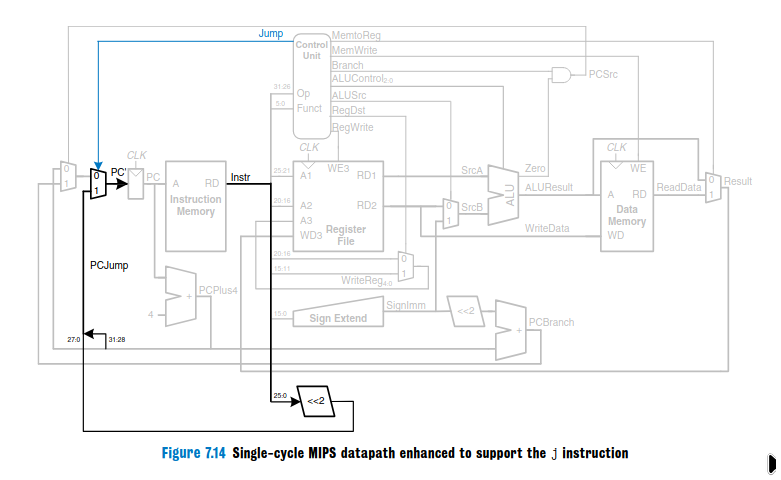 Jump
MemtoReg
Control
Unit
MemWrite
Branch
PCSrc
ALUControl2:0
31:26
Op
ALUSrc
5:0
Funct
RegDst
RegWrite
CLK
CLK
CLK
0
1
0
1
PC'
PC
A
RD
Instruction
Memory
Instr
25:21
A1
WE3
RD1
SrcA
Zero
WE
0
1
Result
20:16
A2
RD2
0
1
SrcB
ALU
ALUResult
A
RD
ReadData
A3
Register
File
WD3
Data
Memory
WriteData
WD
20:16
0
PCJump
15:11
1
WriteReg4:0
+
PCPlus4
4
SignImm
15:0
Sign Extend
<<2
+
PCBranch
27:0
31:28
25:0
<<2
Figure 7.14 Single-cycle MIPS datapath enhanced to support the j instruction